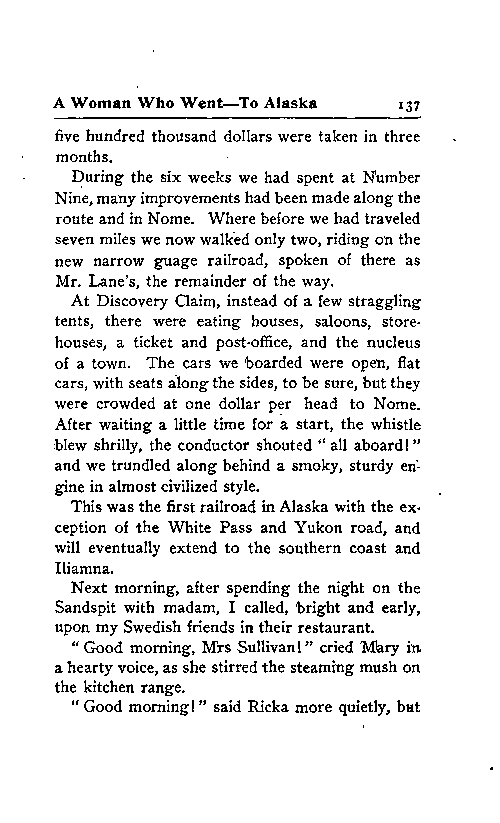 A Woman Who Went—To Alaska 137
five hundred thousand dollars were taken in three
months.
During the six weeks we had spent at Number
Nine, many improvements had been made along the
route and in Nome. Where before we had traveled
seven miles we now walked only two, riding on the
new narrow guage railroad, spoken of there as
Mr. Lane's, the remainder of the way.
At Discovery Claim, instead of a few straggling
tents, there were eating houses, saloons, store-
houses, a ticket and post-office, and the nucleus
of a town. The cars we boarded were open, flat
cars, with seats along the sides, to be sure, but they
were crowded at one dollar per head to Nome.
After waiting a little time for a start, the whistle
blew shrilly, the conductor shouted "all aboard!"
and we trundled along behind a smoky, sturdy en-
gine in almost civilized style.
This was the first railroad in Alaska with the ex-
ception of the White Pass and Yukon road, and
will eventually extend to the southern coast and
Iliamna.
Next morning, after spending the night on the
Sandspit with madam, I called, bright and early,
upon my Swedish friends in their restaurant.
"Good morning, Mrs Sullivan!" cried Mary in
a hearty voice, as she stirred the steaming mush on
the kitchen range.
"Good morning!" said Ricka more quietly, but